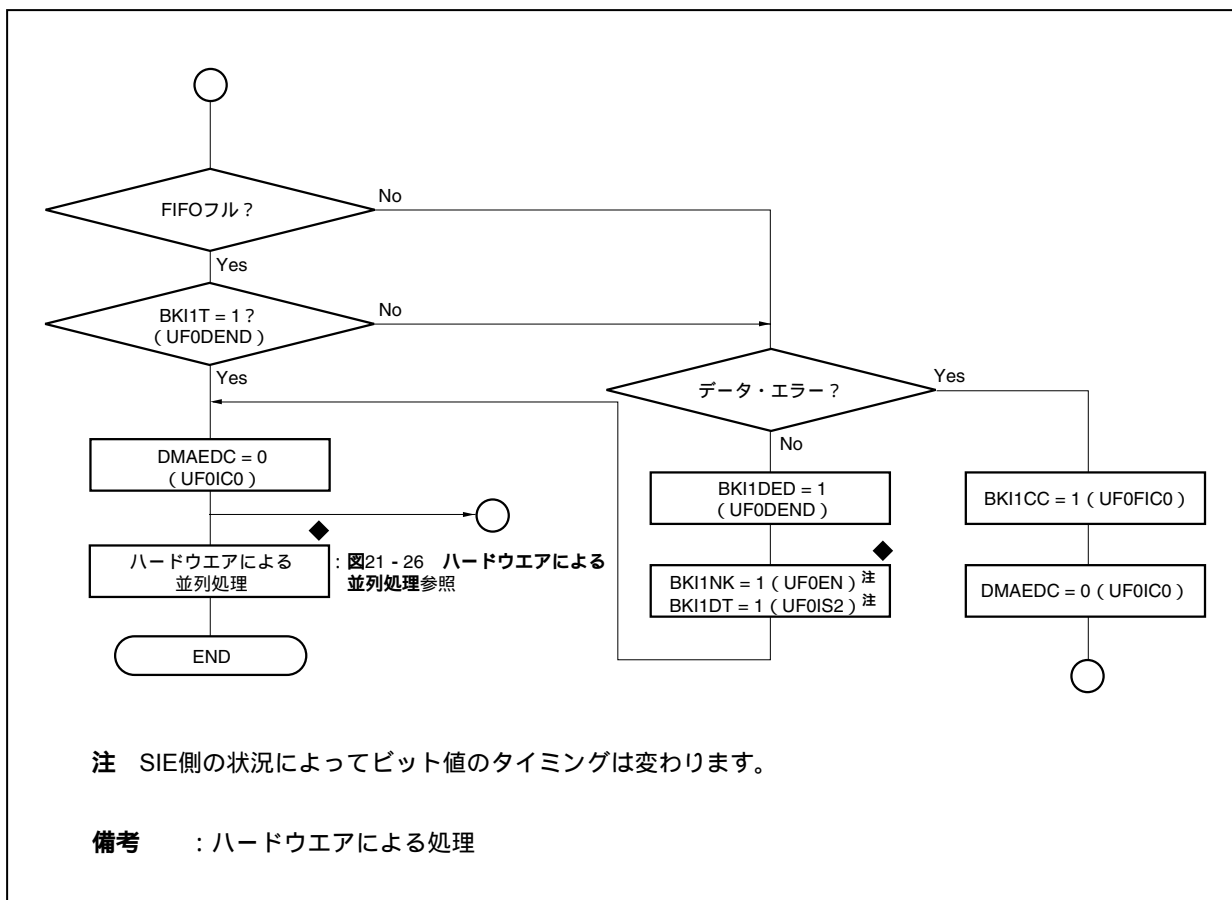 FIFOフル？
No
Yes
BKI1T = 1？
（UF0DEND）
No
Yes
データ・エラー？
Yes
No
DMAEDC = 0
（UF0IC0）
BKI1DED = 1
（UF0DEND）
BKI1CC = 1（UF0FIC0）
ハードウエアによる
並列処理
：図21 - 26　ハードウエアによる
並列処理参照
BKI1NK = 1（UF0EN）注
BKI1DT = 1（UF0IS2）注
DMAEDC = 0（UF0IC0）
END
注　SIE側の状況によってビット値のタイミングは変わります。
備考　　：ハードウエアによる処理